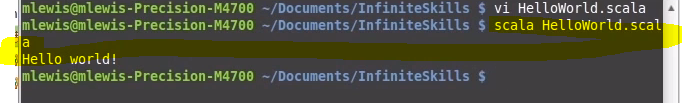 mlewis@mlewis-Precision-M4700 ~/Documents/InfiniteSkills $ vi HelloWorld.scala
mlewis@mlewis-Precision-M4700 ~/Documents/InfiniteSkills $ scala HelloWorld.scal
a
Hello world!
mlewis@mlewis-Precision-M4700 ~/Documents/InfiniteSkills $